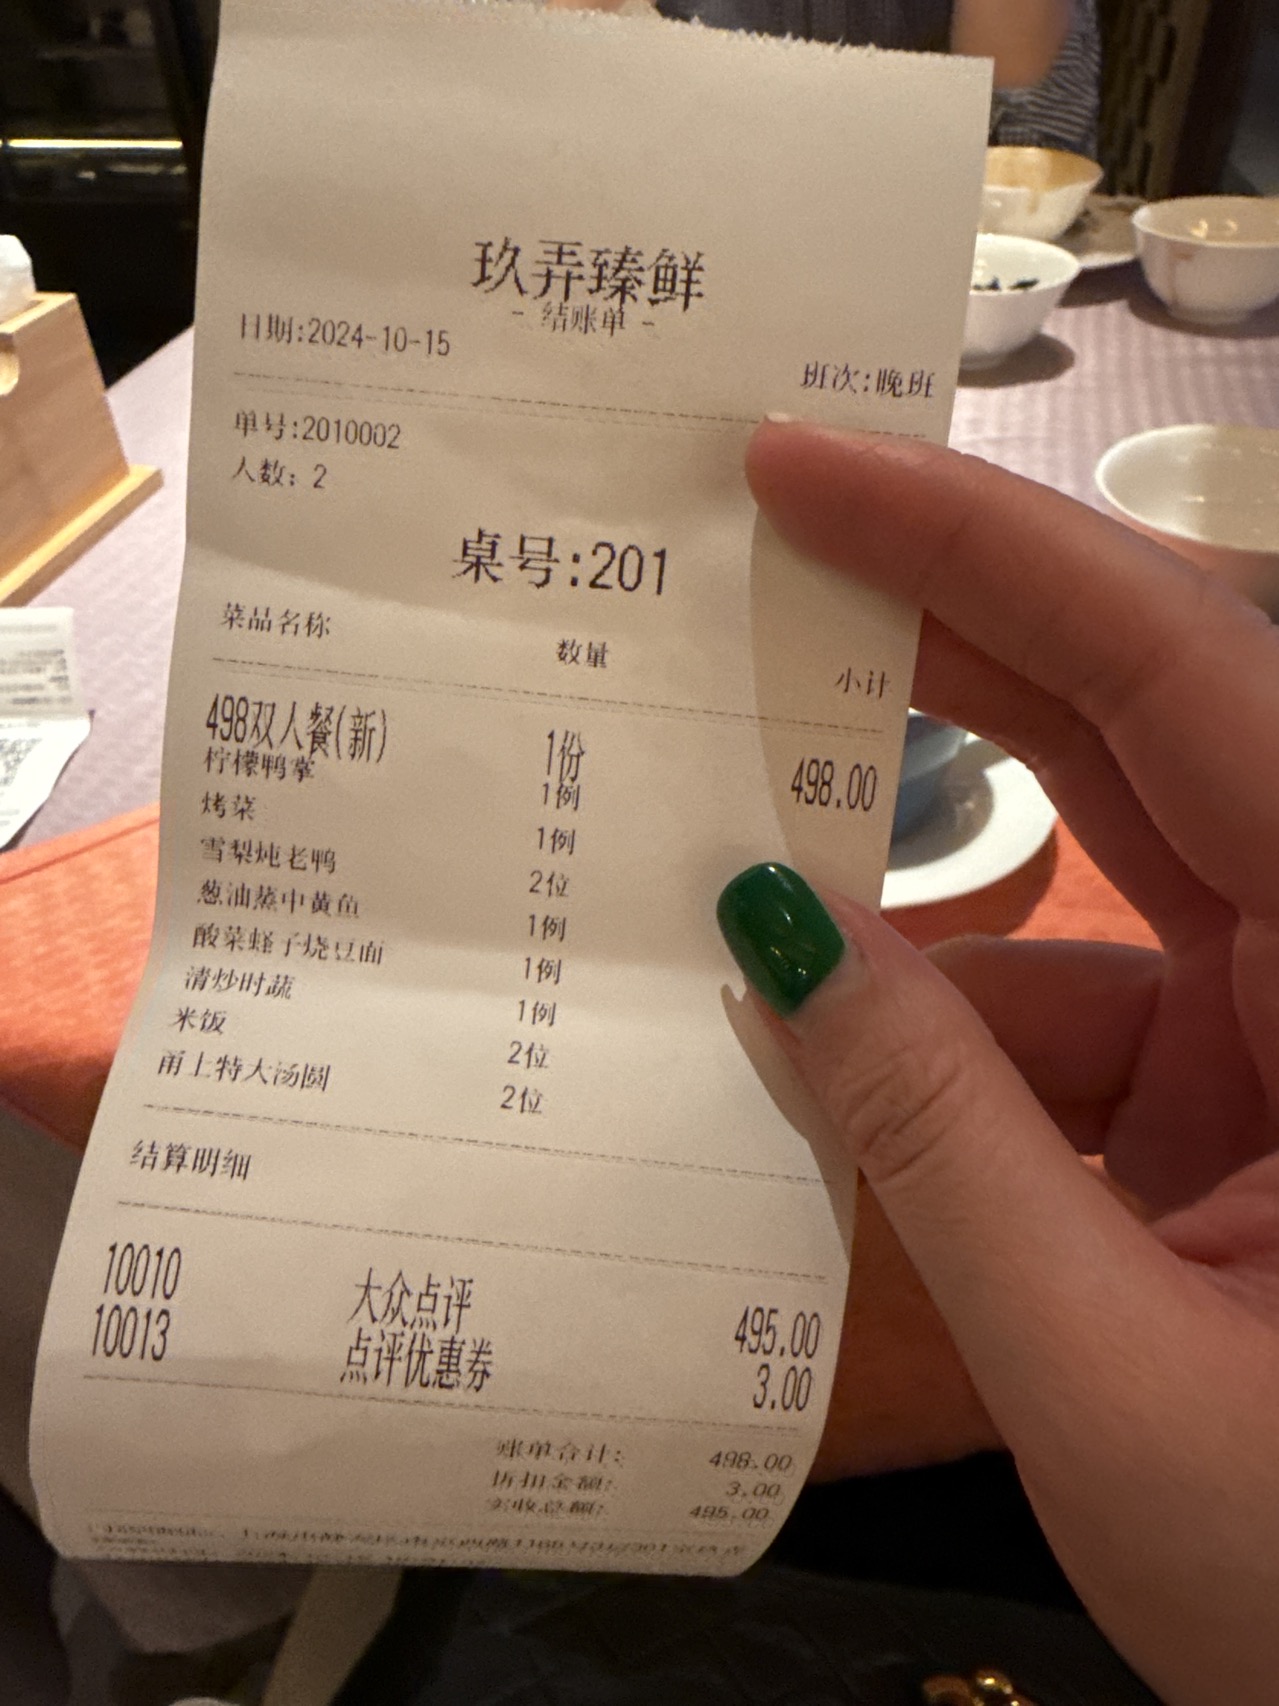 玖弄臻鲜
- 结账单 -
日期:2024-10-15
班次:晚班
单号:2010002
人数: 2
桌号:201
菜品名称 数量 小计
498双人餐(新) 1份 498.00
柠檬鸭掌 1例
烤菜 1例
雪梨炖老鸭 2位
葱油蒸中黄鱼 1例
酸菜蛏子烧豆面 1例
清炒时蔬 1例
米饭 2位
甬上特大汤圆 2位
结算明细
10010 大众点评 495.00
10013 点评优惠券 3.00
账单合计: 498.00
折扣金额: 3.00
实收总额: 495.00